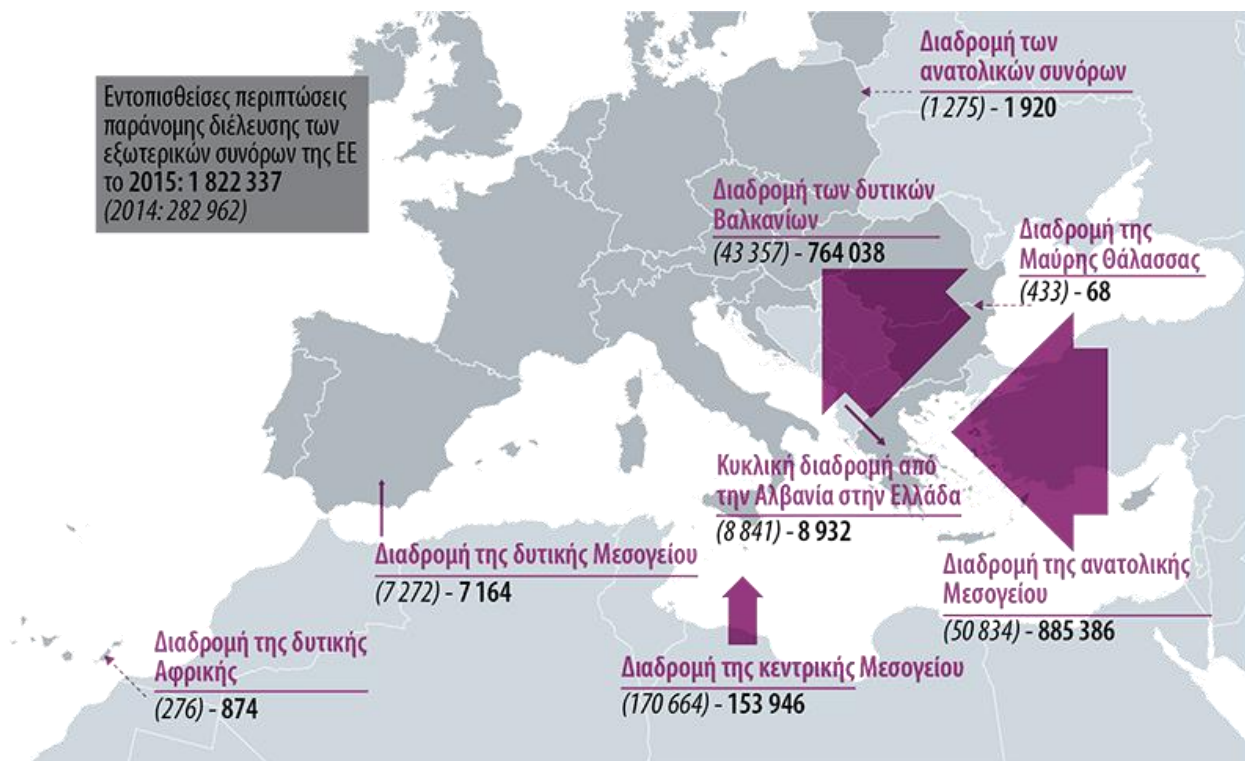 Εντοπισθείσες περιπτώσεις
παράνομης διέλευσης των
εξωτερικών συνόρων της ΕΕ
το 2015: 1 822 337
(2014: 282 962)
Διαδρομή των
ανατολικών συνόρων
(1 275) - 1 920
Διαδρομή των δυτικών
Βαλκανίων
(43 357) - 764 038
Διαδρομή της
Μαύρης Θάλασσας
(433) - 68
Κυκλική διαδρομή από
την Αλβανία στην Ελλάδα
(8 841) - 8 932
Διαδρομή της δυτικής Μεσογείου
(7 272) - 7 164
Διαδρομή της ανατολικής
Μεσογείου
(50 834) - 885 386
Διαδρομή της δυτικής
Αφρικής
(276) - 874
Διαδρομή της κεντρικής Μεσογείου
(170 664) - 153 946